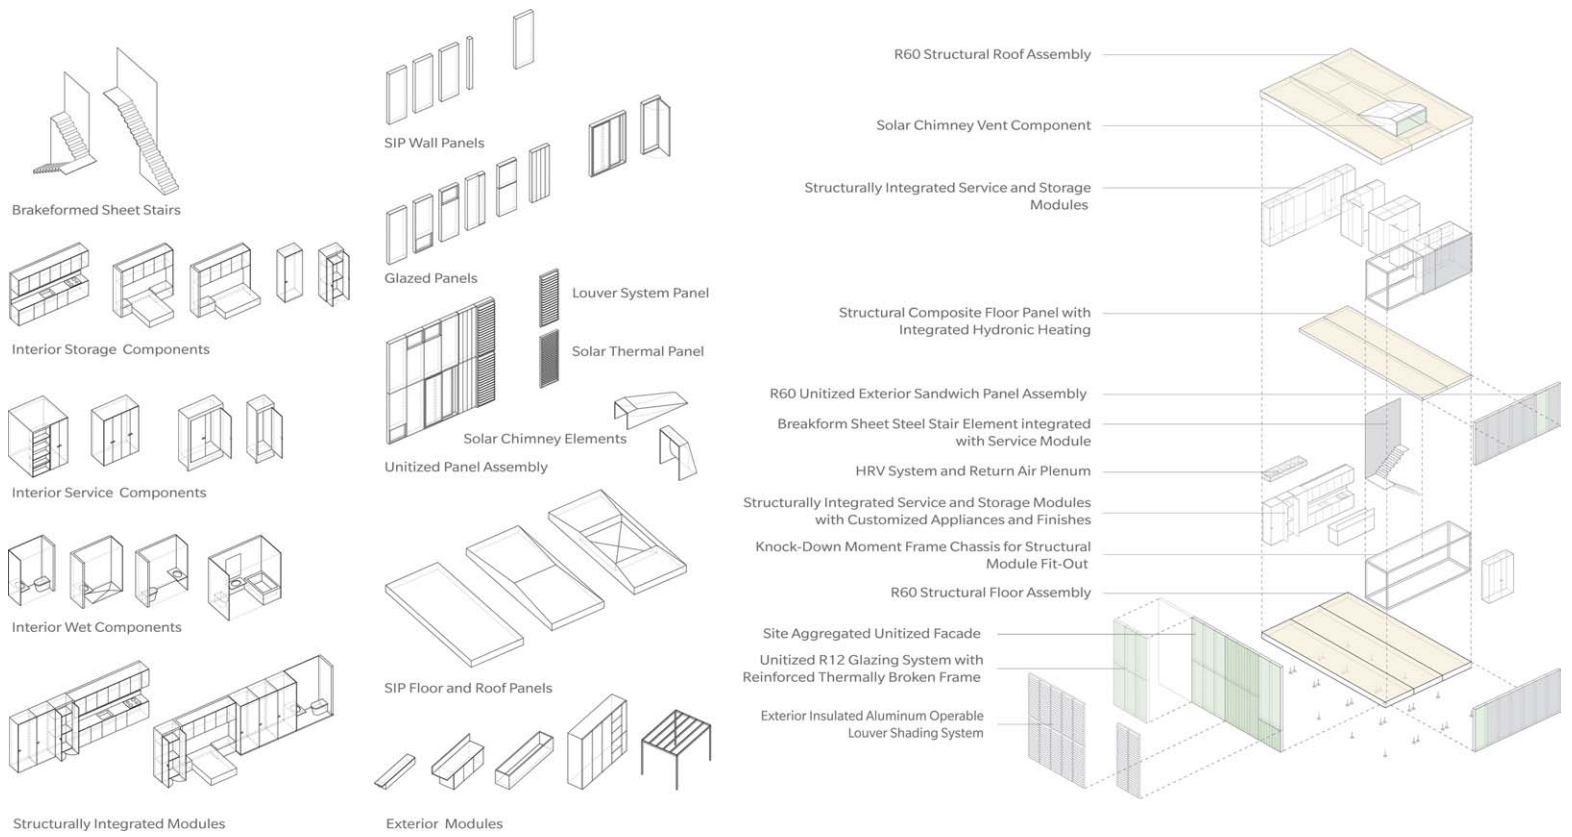 Brakeformed Sheet Stairs
Interior Storage Components
Interior Service Components
Interior Wet Components
Structurally Integrated Modules
SIP Wall Panels
Glazed Panels
Louver System Panel
Solar Thermal Panel
Solar Chimney Elements
Unitized Panel Assembly
SIP Floor and Roof Panels
Exterior Modules
R60 Structural Roof Assembly
Solar Chimney Vent Component
Structurally Integrated Service and Storage
Modules
Structural Composite Floor Panel with
Integrated Hydronic Heating
R60 Unitized Exterior Sandwich Panel Assembly
Breakform Sheet Steel Stair Element integrated
with Service Module
HRV System and Return Air Plenum
Structurally Integrated Service and Storage Modules
with Customized Appliances and Finishes
Knock-Down Moment Frame Chassis for Structural
Module Fit-Out
R60 Structural Floor Assembly
Site Aggregated Unitized Facade
Unitized R12 Glazing System with
Reinforced Thermally Broken Frame
Exterior Insulated Aluminum Operable
Louver Shading System